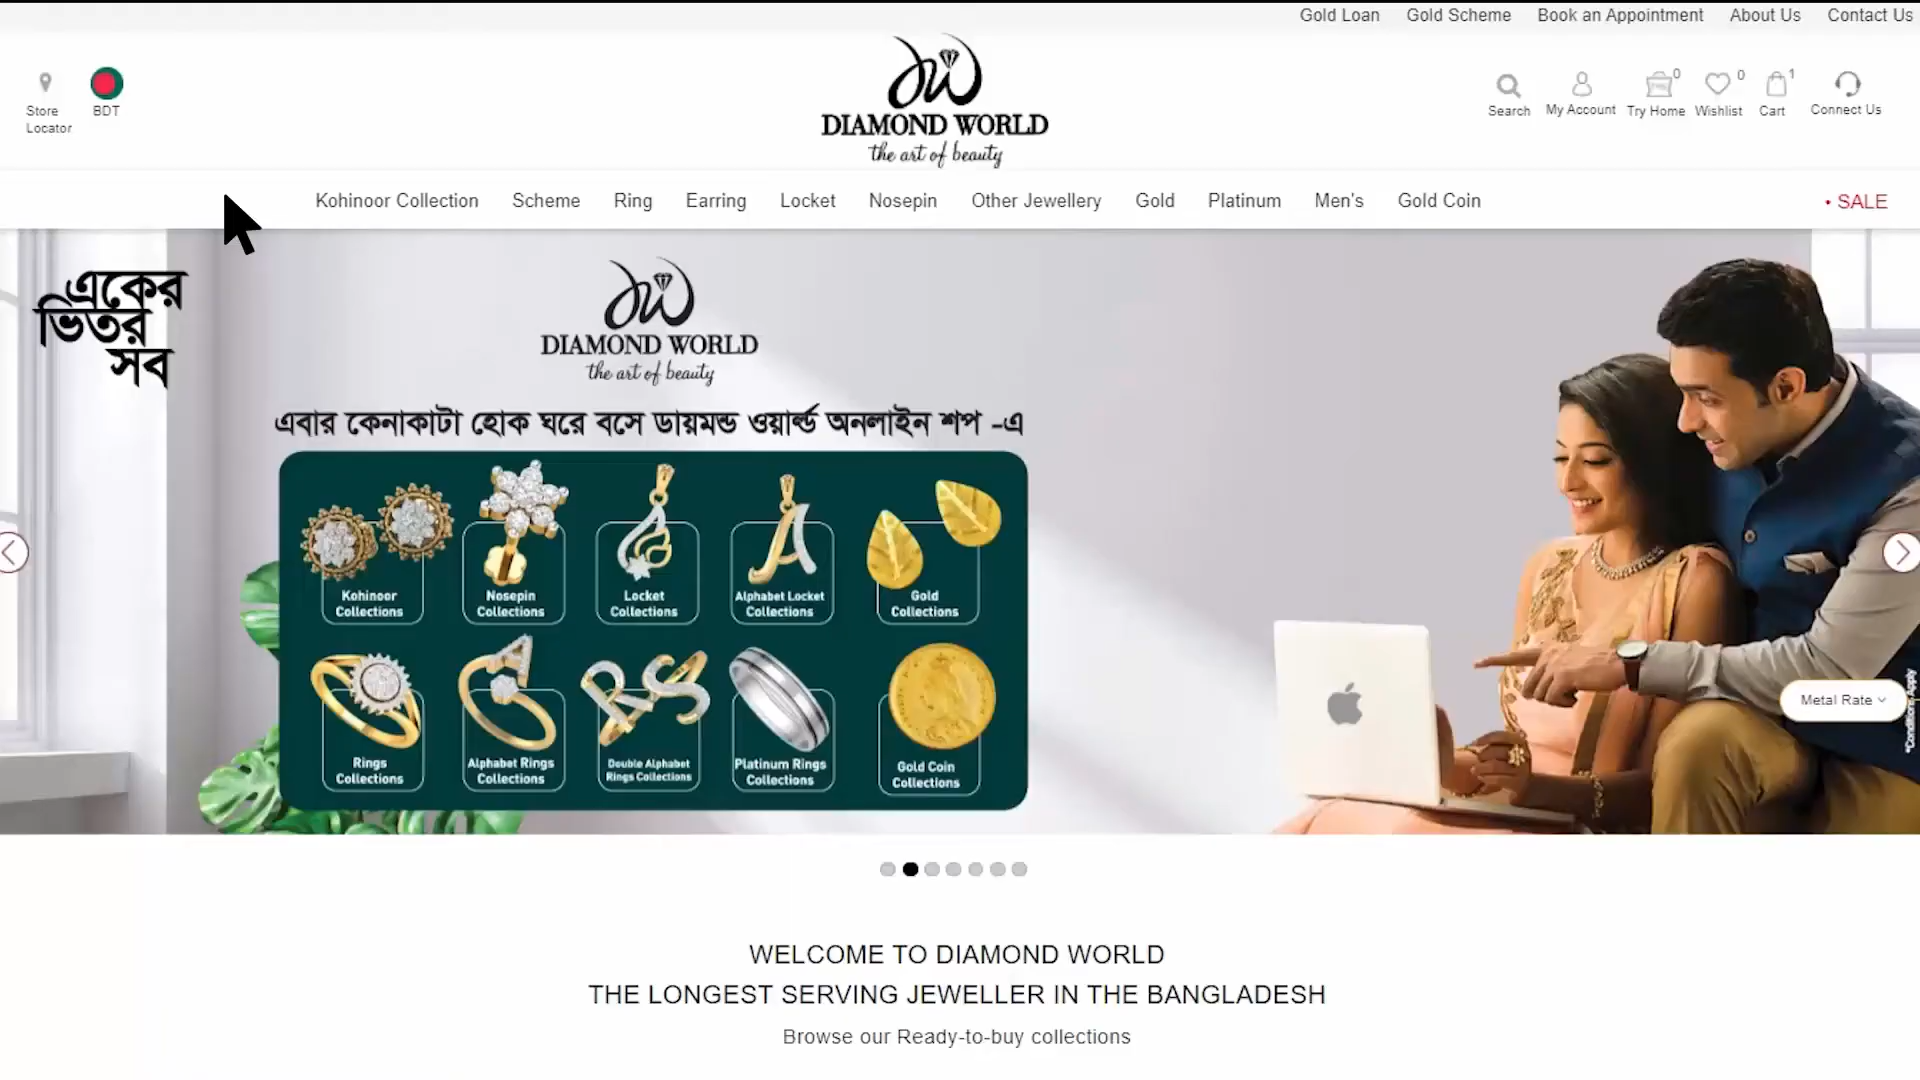 Gold Loan Gold Scheme Book an Appointment About Us Contact Us
DIAMOND WORLD
the art of beauty
Store
Locator
BDT
Search
My Account
Try Home 0
Wishlist 0
Cart 1
Connect Us
Kohinoor Collection Scheme Ring Earring Locket Nosepin Other Jewellery Gold Platinum Men's Gold Coin • SALE
একের
ভিতর
সব
DIAMOND WORLD
the art of beauty
এবার কেনাকাটা হোক ঘরে বসে ডায়মন্ড ওয়ার্ল্ড অনলাইন শপ -এ
Kohinoor
Collections
Nosepin
Collections
Locket
Collections
Alphabet Locket
Collections
Gold
Collections
Rings
Collections
Alphabet Rings
Collections
Double Alphabet
Rings Collections
Platinum Rings
Collections
Gold Coin
Collections
Metal Rate
*Conditions Apply
WELCOME TO DIAMOND WORLD
THE LONGEST SERVING JEWELLER IN THE BANGLADESH
Browse our Ready-to-buy collections